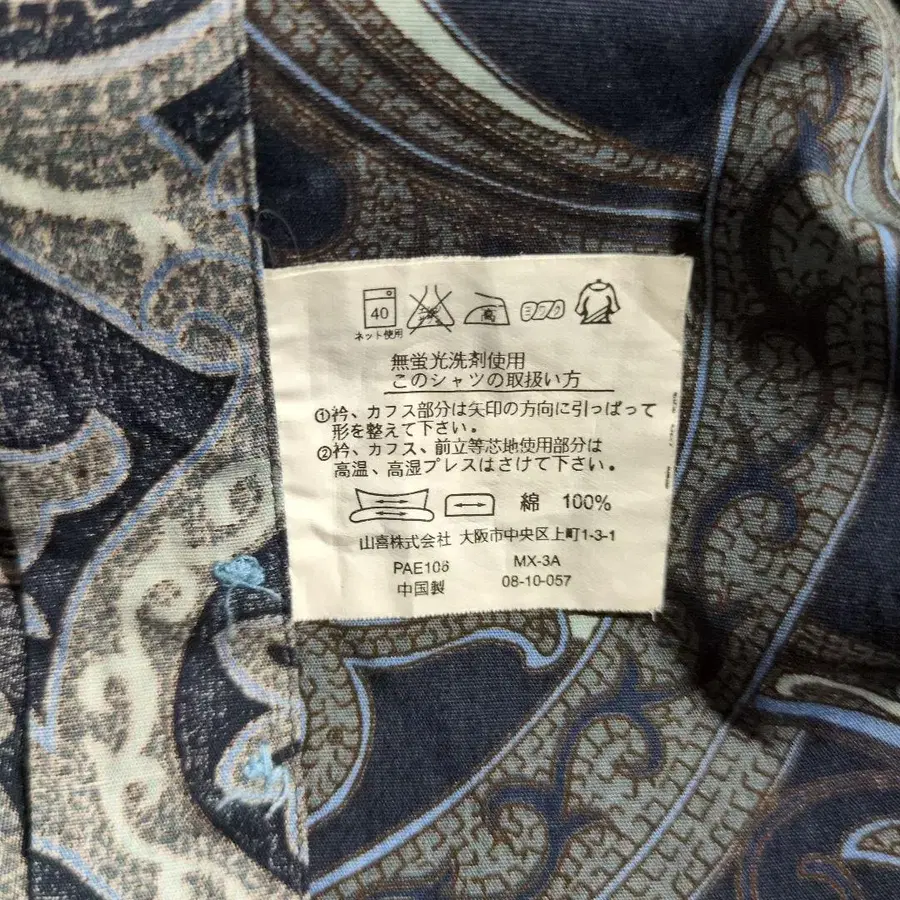 40
ネット使用
高
ミクフク
無蛍光洗剤使用
このシャツの取扱い方
①衿、カフス部分は矢印の方向に引っぱって
形を整えて下さい。
②衿、カフス、前立等芯地使用部分は
高温、高湿プレスはさけて下さい。
綿 100%
山喜株式会社 大阪市中央区上町1-3-1
PAE106 MX-3A
中国製 08-10-057